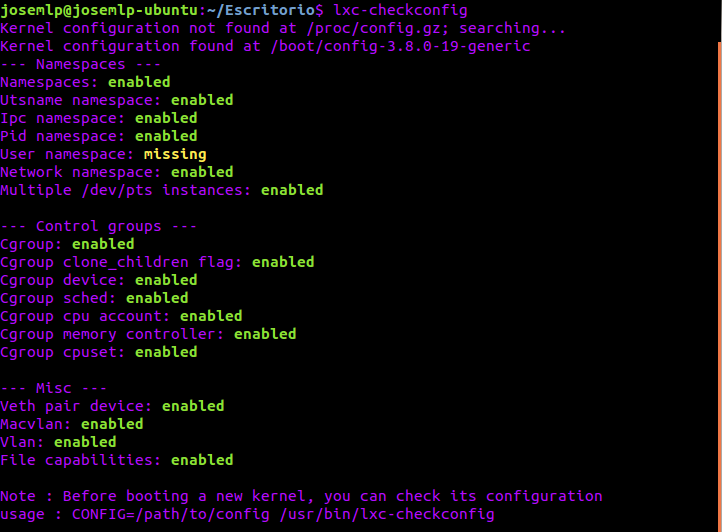 josemlp@josemlp-ubuntu:~/Escritorio$ lxc-checkconfig
Kernel configuration not found at /proc/config.gz; searching...
Kernel configuration found at /boot/config-3.8.0-19-generic
--- Namespaces ---
Namespaces: enabled
Utsname namespace: enabled
Ipc namespace: enabled
Pid namespace: enabled
User namespace: missing
Network namespace: enabled
Multiple /dev/pts instances: enabled

--- Control groups ---
Cgroup: enabled
Cgroup clone_children flag: enabled
Cgroup device: enabled
Cgroup sched: enabled
Cgroup cpu account: enabled
Cgroup memory controller: enabled
Cgroup cpuset: enabled

--- Misc ---
Veth pair device: enabled
Macvlan: enabled
Vlan: enabled
File capabilities: enabled

Note : Before booting a new kernel, you can check its configuration
usage : CONFIG=/path/to/config /usr/bin/lxc-checkconfig